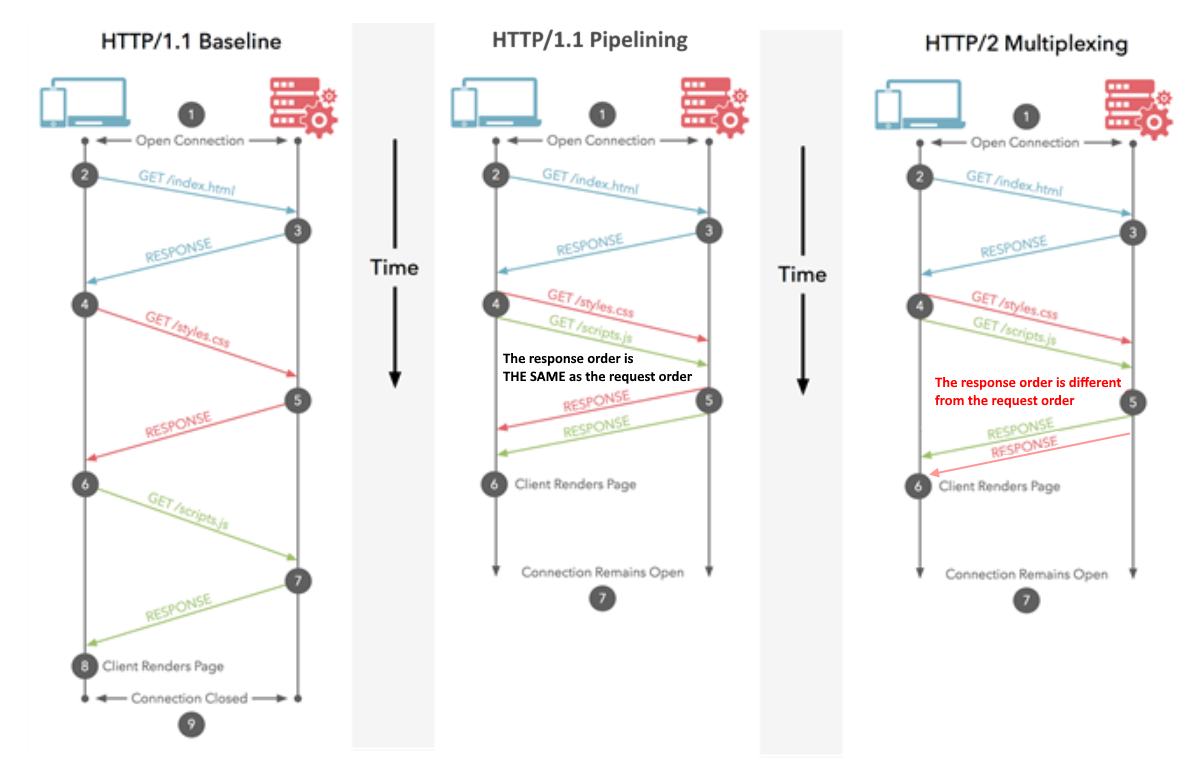 HTTP/1.1 Baseline
1
Open Connection
2
GET /index.html
3
RESPONSE
4
GET /styles.css
5
RESPONSE
6
GET /scripts.js
7
RESPONSE
8 Client Renders Page
Connection Closed
9
Time
HTTP/1.1 Pipelining
1
Open Connection
2
GET /index.html
3
RESPONSE
4
GET /styles.css
GET /scripts.js
The response order is
THE SAME as the request order
5
RESPONSE
RESPONSE
6 Client Renders Page
Connection Remains Open
7
Time
HTTP/2 Multiplexing
1
Open Connection
2
GET /index.html
3
RESPONSE
4
GET /styles.css
GET /scripts.js
The response order is different
from the request order
5
RESPONSE
RESPONSE
6 Client Renders Page
Connection Remains Open
7